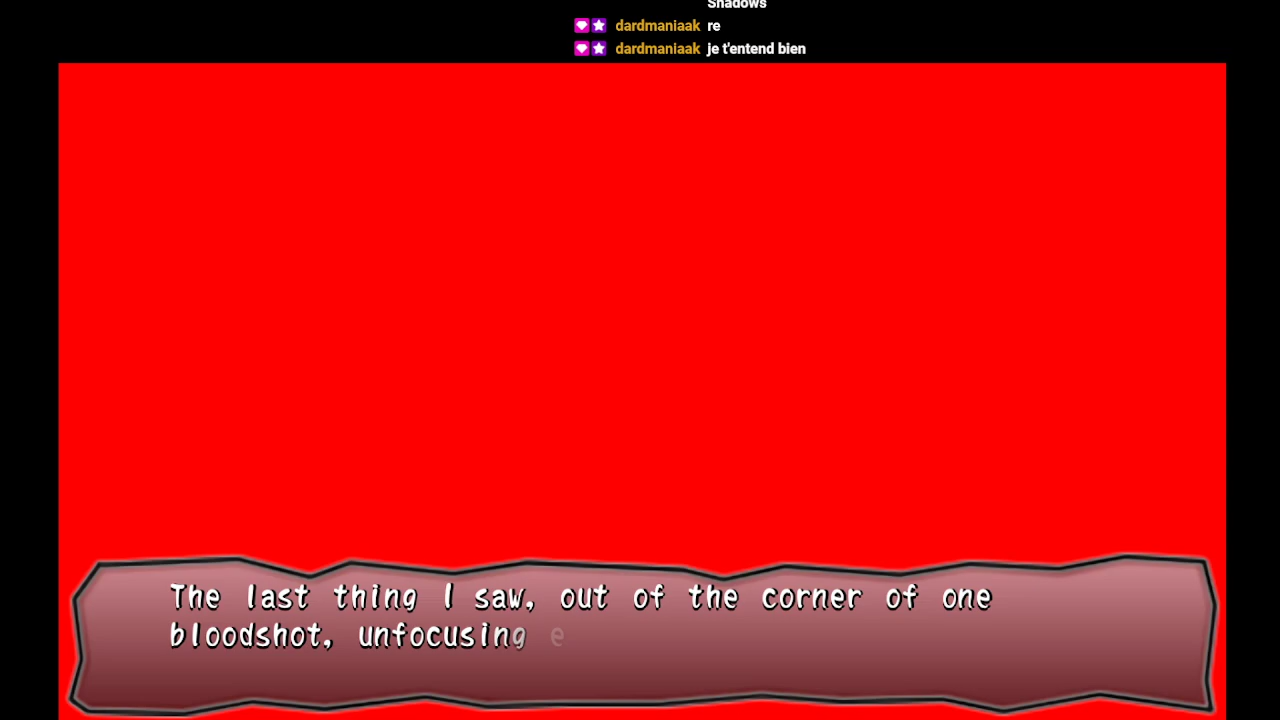 Shadows
dardmaniaak re
dardmaniaak je t'entend bien
The last thing I saw, out of the corner of one
bloodshot, unfocusing e